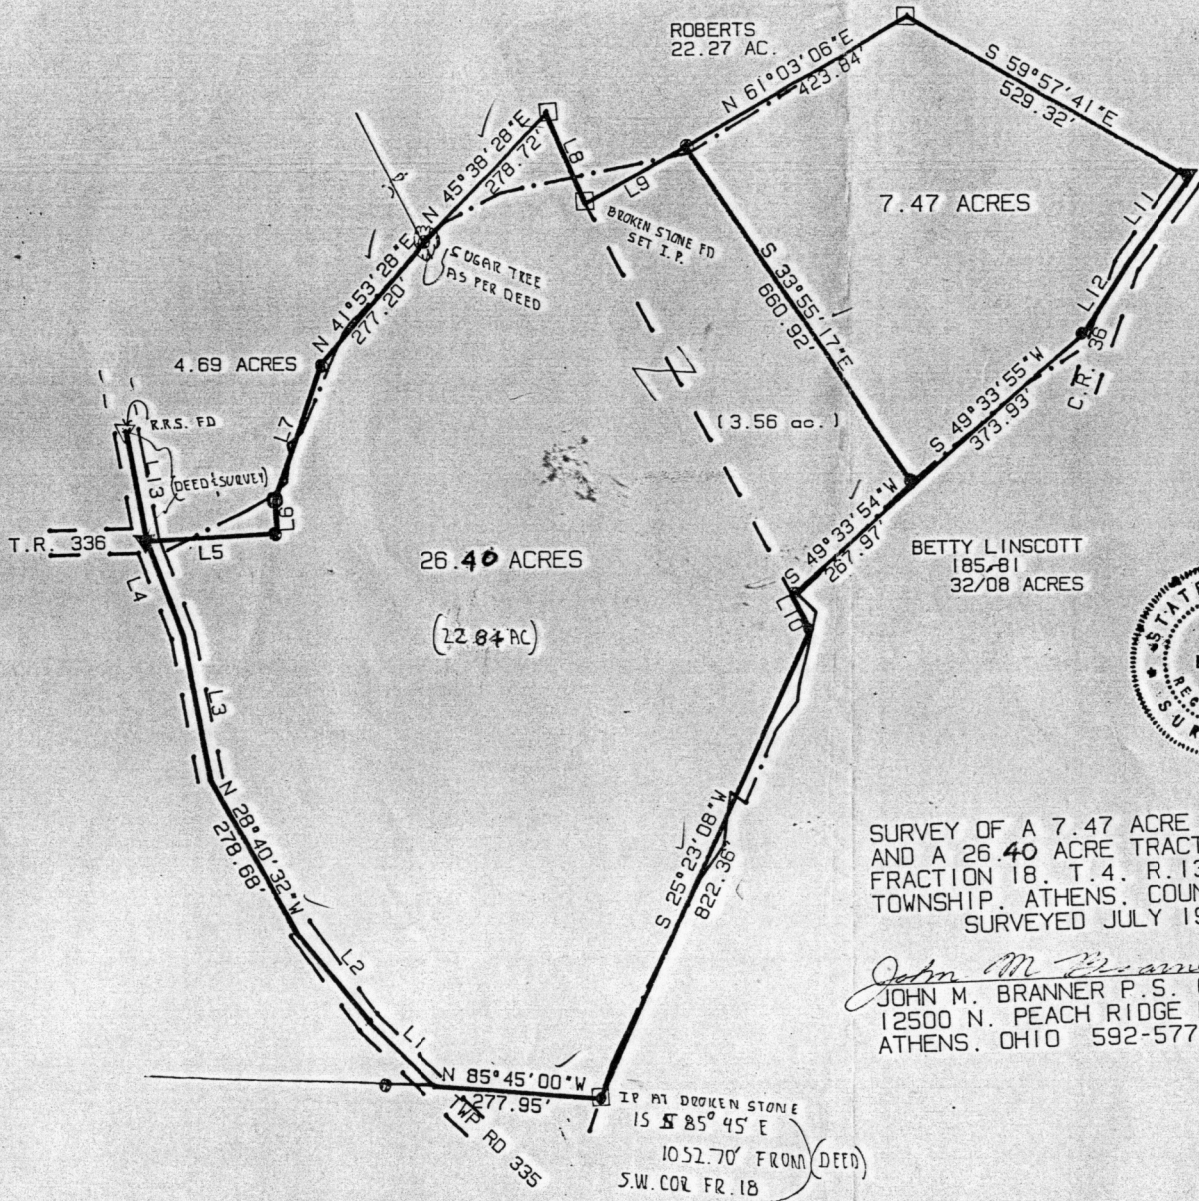 ROBERTS
22.27 AC.
N 61°03'06"E
423.84'
S 59°57'41"E
529.32'
N 45°38'28"E
278.72'
L8
L9
BROKEN STONE FD
SET I.P.
7.47 ACRES
L11
L12
C.R. 36
SUGAR TREE
AS PER DEED
N 41°53'28"E
277.20'
S 33°55'17"E
660.92'
4.69 ACRES
R.R.S. FD
L13
(DEED & SURVEY)
L7
L6
(3.56 ac.)
S 49°33'55"W
373.93'
T.R. 336
L5
L4
26.40 ACRES
(22.84 AC)
S 49°33'54"W
267.97'
L10
BETTY LINSCOTT
185-81
32/08 ACRES
STATE
REG
SUR
L3
N 28°40'32"W
278.68'
L2
L1
S 25°23'08"W
822.36'
SURVEY OF A 7.47 ACRE
AND A 26.40 ACRE TRACT
FRACTION 18. T.4. R.13
TOWNSHIP. ATHENS. COUN
SURVEYED JULY 19
John M Branner
JOHN M. BRANNER P.S.
12500 N. PEACH RIDGE
ATHENS. OHIO 592-577
N 85°45'00"W
277.95'
TWP RD 335
IP AT BROKEN STONE
IS S 85° 45' E
1052.70' FROM (DEED)
S.W. COR FR. 18